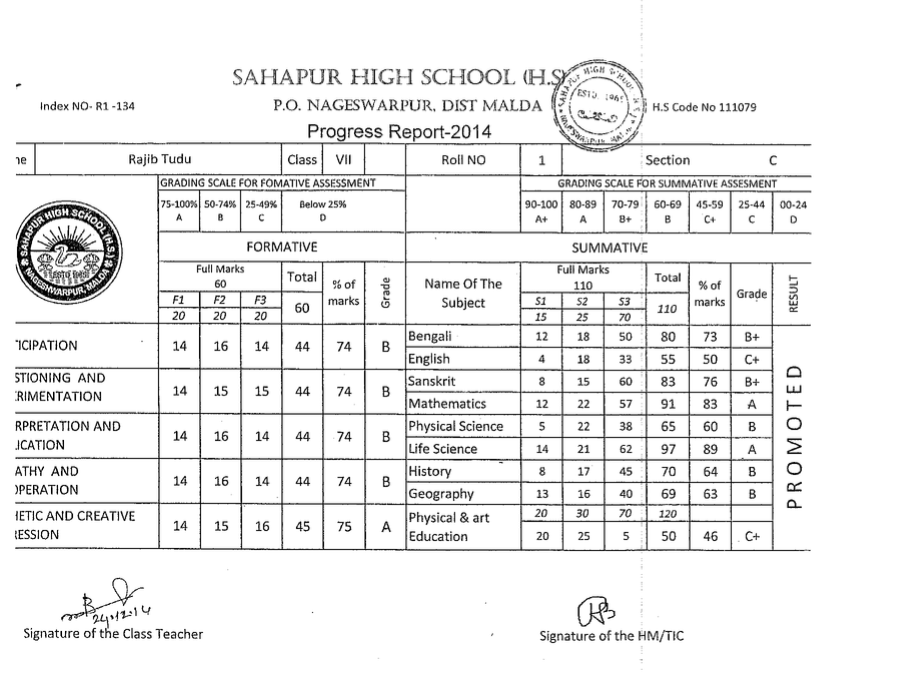 SAHAPUR HIGH SCHOOL (H.S)
Index NO- R1 -134
P.O. NAGESWARPUR, DIST MALDA
H.S Code No 111079
Progress Report-2014
SAHAPUR HIGH SCHOOL
ESTD. 1961
ne Rajib Tudu Class VII Roll NO 1 Section C
GRADING SCALE FOR FOMATIVE ASSESSMENT GRADING SCALE FOR SUMMATIVE ASSESMENT
75-100% 50-74% 25-49% Below 25% 90-100 80-89 70-79 60-69 45-59 25-44 00-24
A B C D A+ A B+ B C+ C D
SAHAPUR HIGH SCHOOL (H.S)
NAGESWARPUR, MALDA
FORMATIVE SUMMATIVE
Full Marks 60 Total % of marks Grade Name Of The Subject Full Marks 110 Total % of marks Grade RESULT
F1 F2 F3 60 S1 S2 S3 110
20 20 20 15 25 70
ICIPATION 14 16 14 44 74 B
Bengali 12 18 50 80 73 B+
English 4 18 33 55 50 C+
STIONING AND
RIMENTATION 14 15 15 44 74 B
Sanskrit 8 15 60 83 76 B+
Mathematics 12 22 57 91 83 A
RPRETATION AND
ICATION 14 16 14 44 74 B
Physical Science 5 22 38 65 60 B
Life Science 14 21 62 97 89 A
ATHY AND
OPERATION 14 16 14 44 74 B
History 8 17 45 70 64 B
Geography 13 16 40 69 63 B
HETIC AND CREATIVE
RESSION 14 15 16 45 75 A
Physical & art 20 30 70 120
Education 20 25 5 50 46 C+
PROMOTED
24.12.14
Signature of the Class Teacher
Signature of the HM/TIC